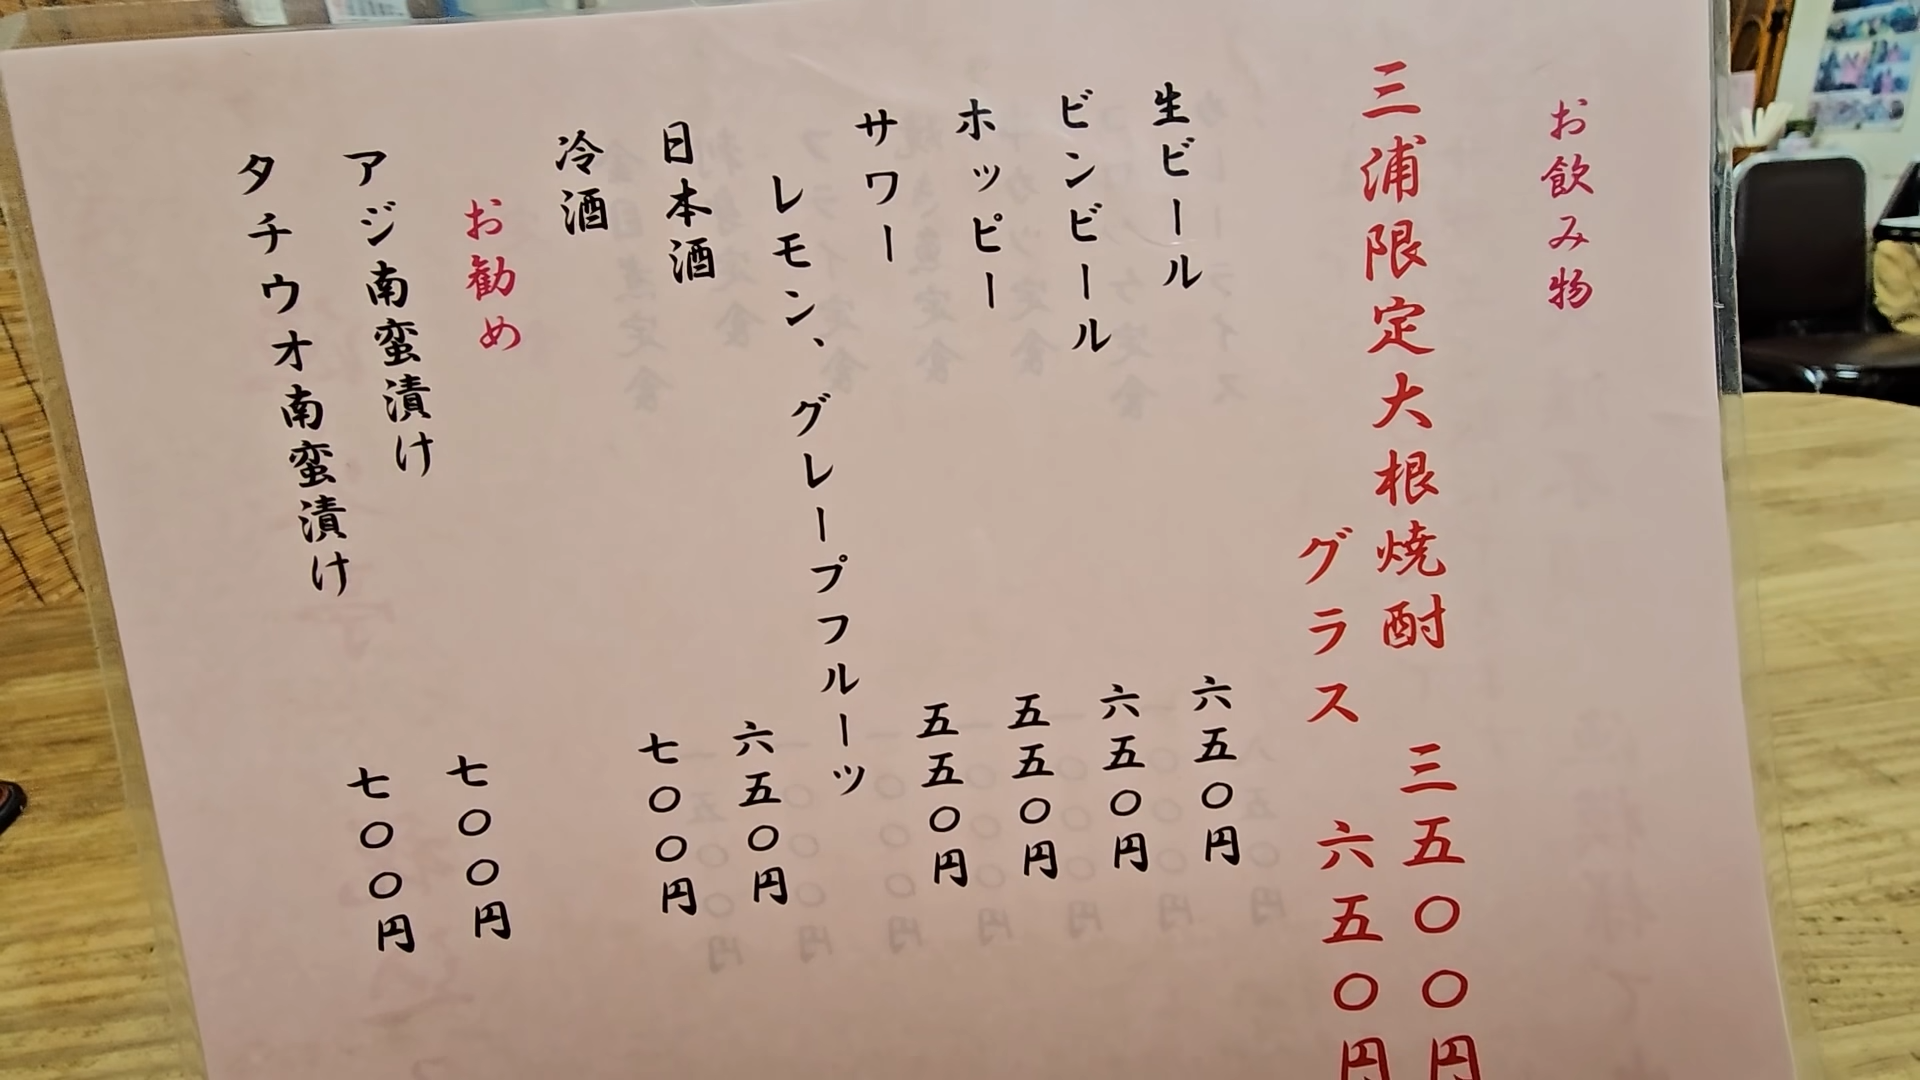 お飲み物
三浦限定大根焼酎 三五〇〇円
グラス 六五〇円
生ビール 六五〇円
ビンビール 六五〇円
ホッピー 五五〇円
サワー 五五〇円
レモン、グレープフルーツ
日本酒 六五〇円
冷酒 七〇〇円
お勧め
アジ南蛮漬け 七〇〇円
タチウオ南蛮漬け 七〇〇円